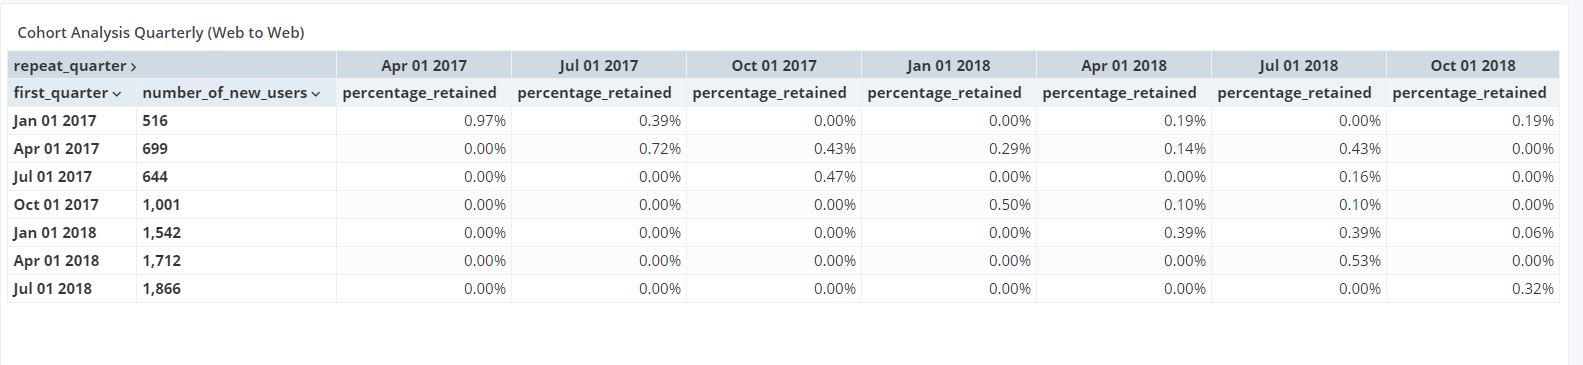 Cohort Analysis Quarterly (Web to Web)
repeat_quarter Apr 01 2017 Jul 01 2017 Oct 01 2017 Jan 01 2018 Apr 01 2018 Jul 01 2018 Oct 01 2018
first_quarter number_of_new_users percentage_retained percentage_retained percentage_retained percentage_retained percentage_retained percentage_retained percentage_retained
Jan 01 2017 516 0.97% 0.39% 0.00% 0.00% 0.19% 0.00% 0.19%
Apr 01 2017 699 0.00% 0.72% 0.43% 0.29% 0.14% 0.43% 0.00%
Jul 01 2017 644 0.00% 0.00% 0.47% 0.00% 0.00% 0.16% 0.00%
Oct 01 2017 1,001 0.00% 0.00% 0.00% 0.50% 0.10% 0.10% 0.00%
Jan 01 2018 1,542 0.00% 0.00% 0.00% 0.00% 0.39% 0.39% 0.06%
Apr 01 2018 1,712 0.00% 0.00% 0.00% 0.00% 0.00% 0.53% 0.00%
Jul 01 2018 1,866 0.00% 0.00% 0.00% 0.00% 0.00% 0.00% 0.32%